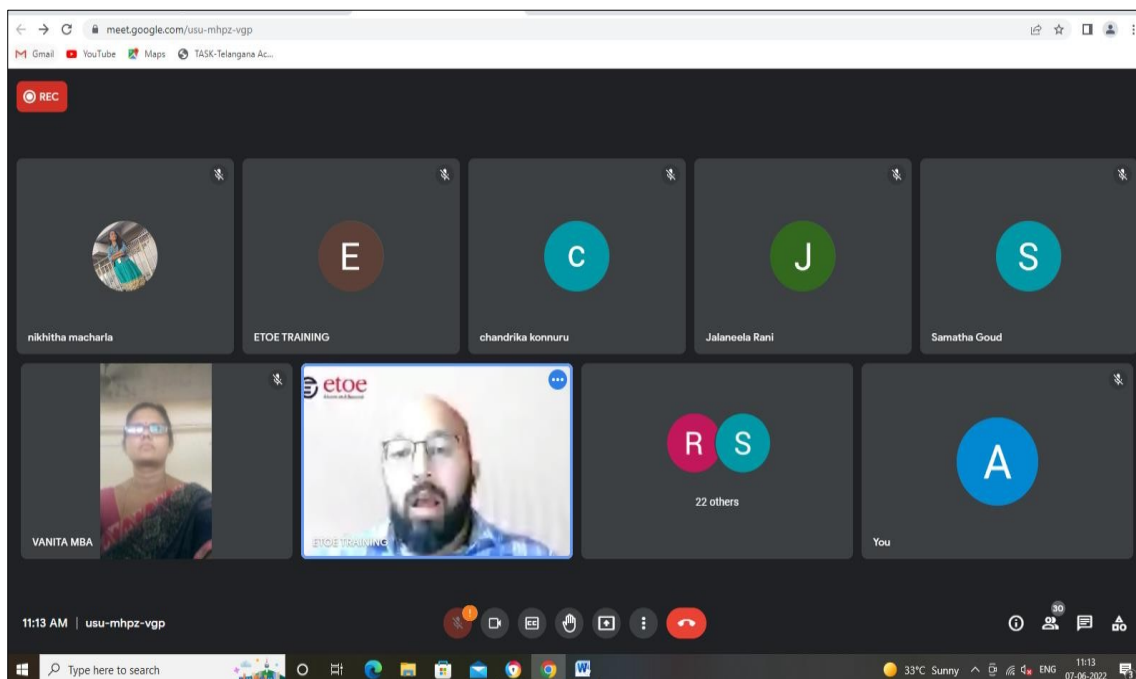 meet.google.com/usu-mhpz-vgp
Gmail YouTube Maps TASK-Telangana Ac...
REC
E C J S
nikhitha macharla ETOE TRAINING chandrika konnuru Jalaneela Rani Samatha Goud
etoe
R S A
22 others
VANITA MBA ETOE TRAINING You
30
11:13 AM | usu-mhpz-vgp
Type here to search 33°C Sunny ENG 11:13
07-06-2022 3